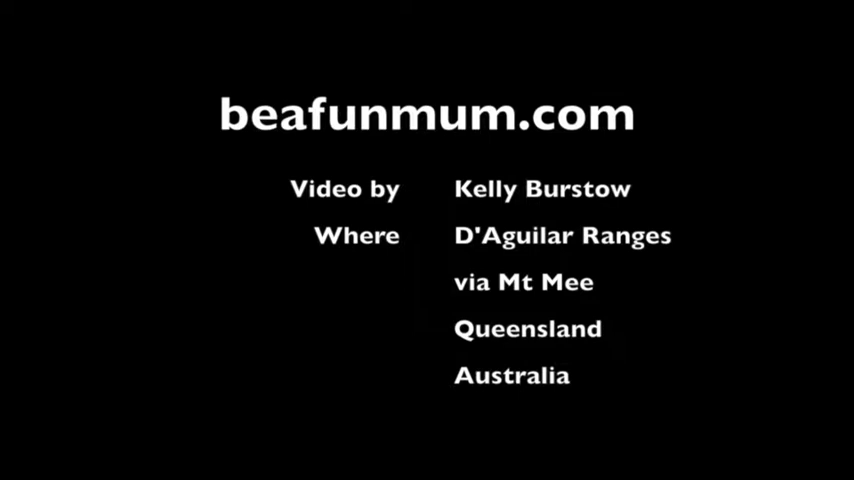 beafunmum.com
Video by Kelly Burstow
Where D'Aguilar Ranges
via Mt Mee
Queensland
Australia